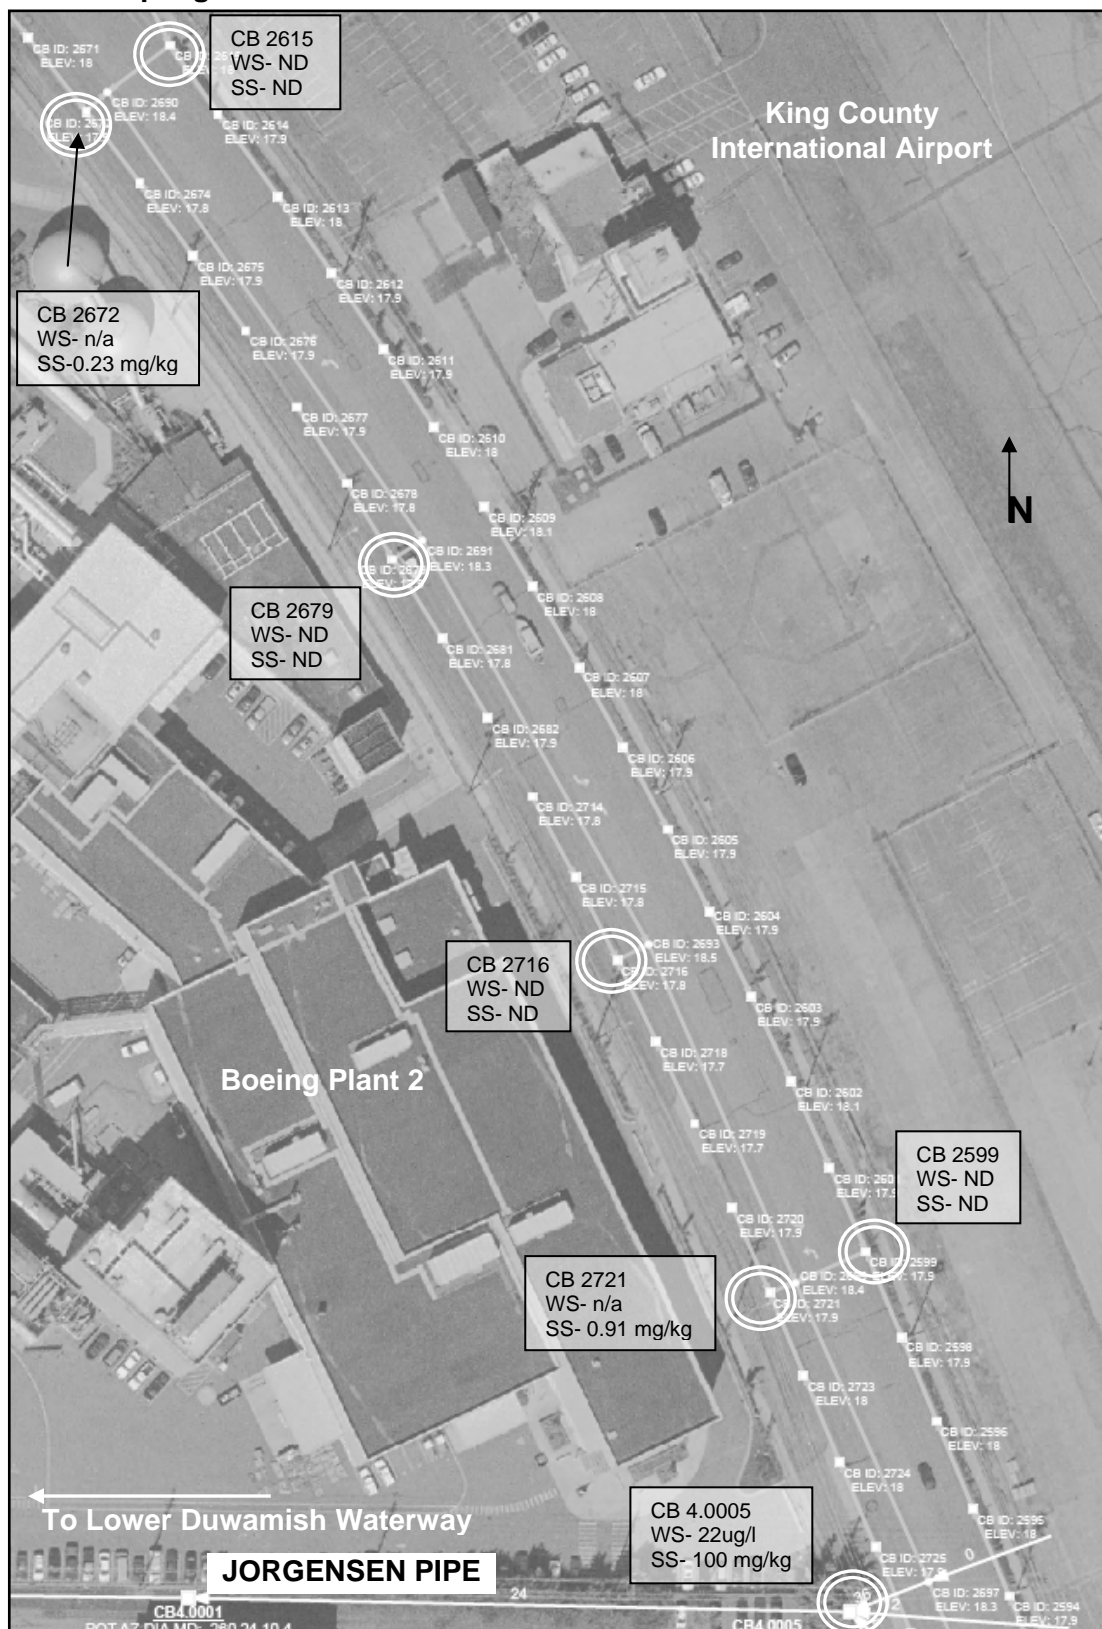 CB ID: 2671
ELEV: 18
CB 2615
WS- ND
SS- ND
CB ID: 2690
ELEV: 18.4
CB ID: 2614
ELEV: 17.9
King County
International Airport
CB ID: 2674
ELEV: 17.8
CB ID: 2613
ELEV: 18
CB ID: 2675
ELEV: 17.9
CB ID: 2612
ELEV: 17.9
CB 2672
WS- n/a
SS-0.23 mg/kg
CB ID: 2676
ELEV: 17.9
CB ID: 2611
ELEV: 17.9
CB ID: 2677
ELEV: 17.9
CB ID: 2610
ELEV: 18
CB ID: 2678
ELEV: 17.8
CB ID: 2609
ELEV: 18.1
N
CB ID: 2691
ELEV: 18.3
CB ID: 2608
ELEV: 18
CB 2679
WS- ND
SS- ND
CB ID: 2681
ELEV: 17.8
CB ID: 2607
ELEV: 18
CB ID: 2682
ELEV: 17.9
CB ID: 2606
ELEV: 17.9
CB ID: 2714
ELEV: 17.8
CB ID: 2605
ELEV: 17.9
CB ID: 2715
ELEV: 17.8
CB ID: 2604
ELEV: 17.9
CB 2716
WS- ND
SS- ND
CB ID: 2693
ELEV: 18.5
CB ID: 2716
ELEV: 17.8
CB ID: 2603
ELEV: 17.9
CB ID: 2718
ELEV: 17.7
Boeing Plant 2
CB ID: 2602
ELEV: 18.1
CB ID: 2719
ELEV: 17.7
CB 2599
WS- ND
SS- ND
CB ID: 2720
ELEV: 17.9
CB ID: 2599
ELEV: 17.9
CB 2721
WS- n/a
SS- 0.91 mg/kg
ELEV: 18.4
CB ID: 2721
ELEV: 17.9
CB ID: 2598
ELEV: 17.9
CB ID: 2723
ELEV: 18
CB ID: 2596
ELEV: 18
CB ID: 2724
ELEV: 18
CB 4.0005
WS- 22ug/l
SS- 100 mg/kg
To Lower Duwamish Waterway
CB ID: 2595
ELEV: 18
CB ID: 2725
0
JORGENSEN PIPE
24
CB ID: 2697
ELEV: 18.3
CB ID: 2594
ELEV: 17.9
CB4.0001
CB4.0005